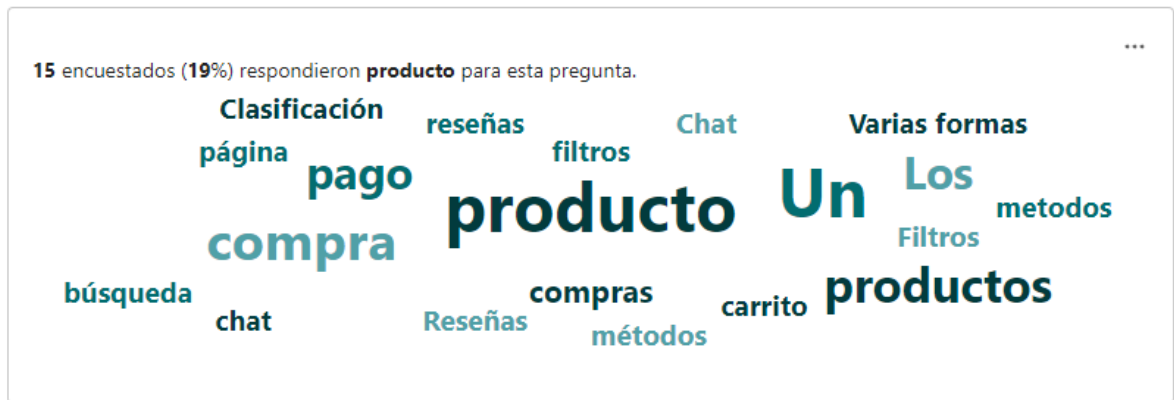 ...
15 encuestados (19%) respondieron producto para esta pregunta.
Clasificación
reseñas
Chat
Varias formas
página
filtros
pago
Un
Los
producto
metodos
compra
Filtros
búsqueda
compras
productos
chat
Reseñas
carrito
métodos